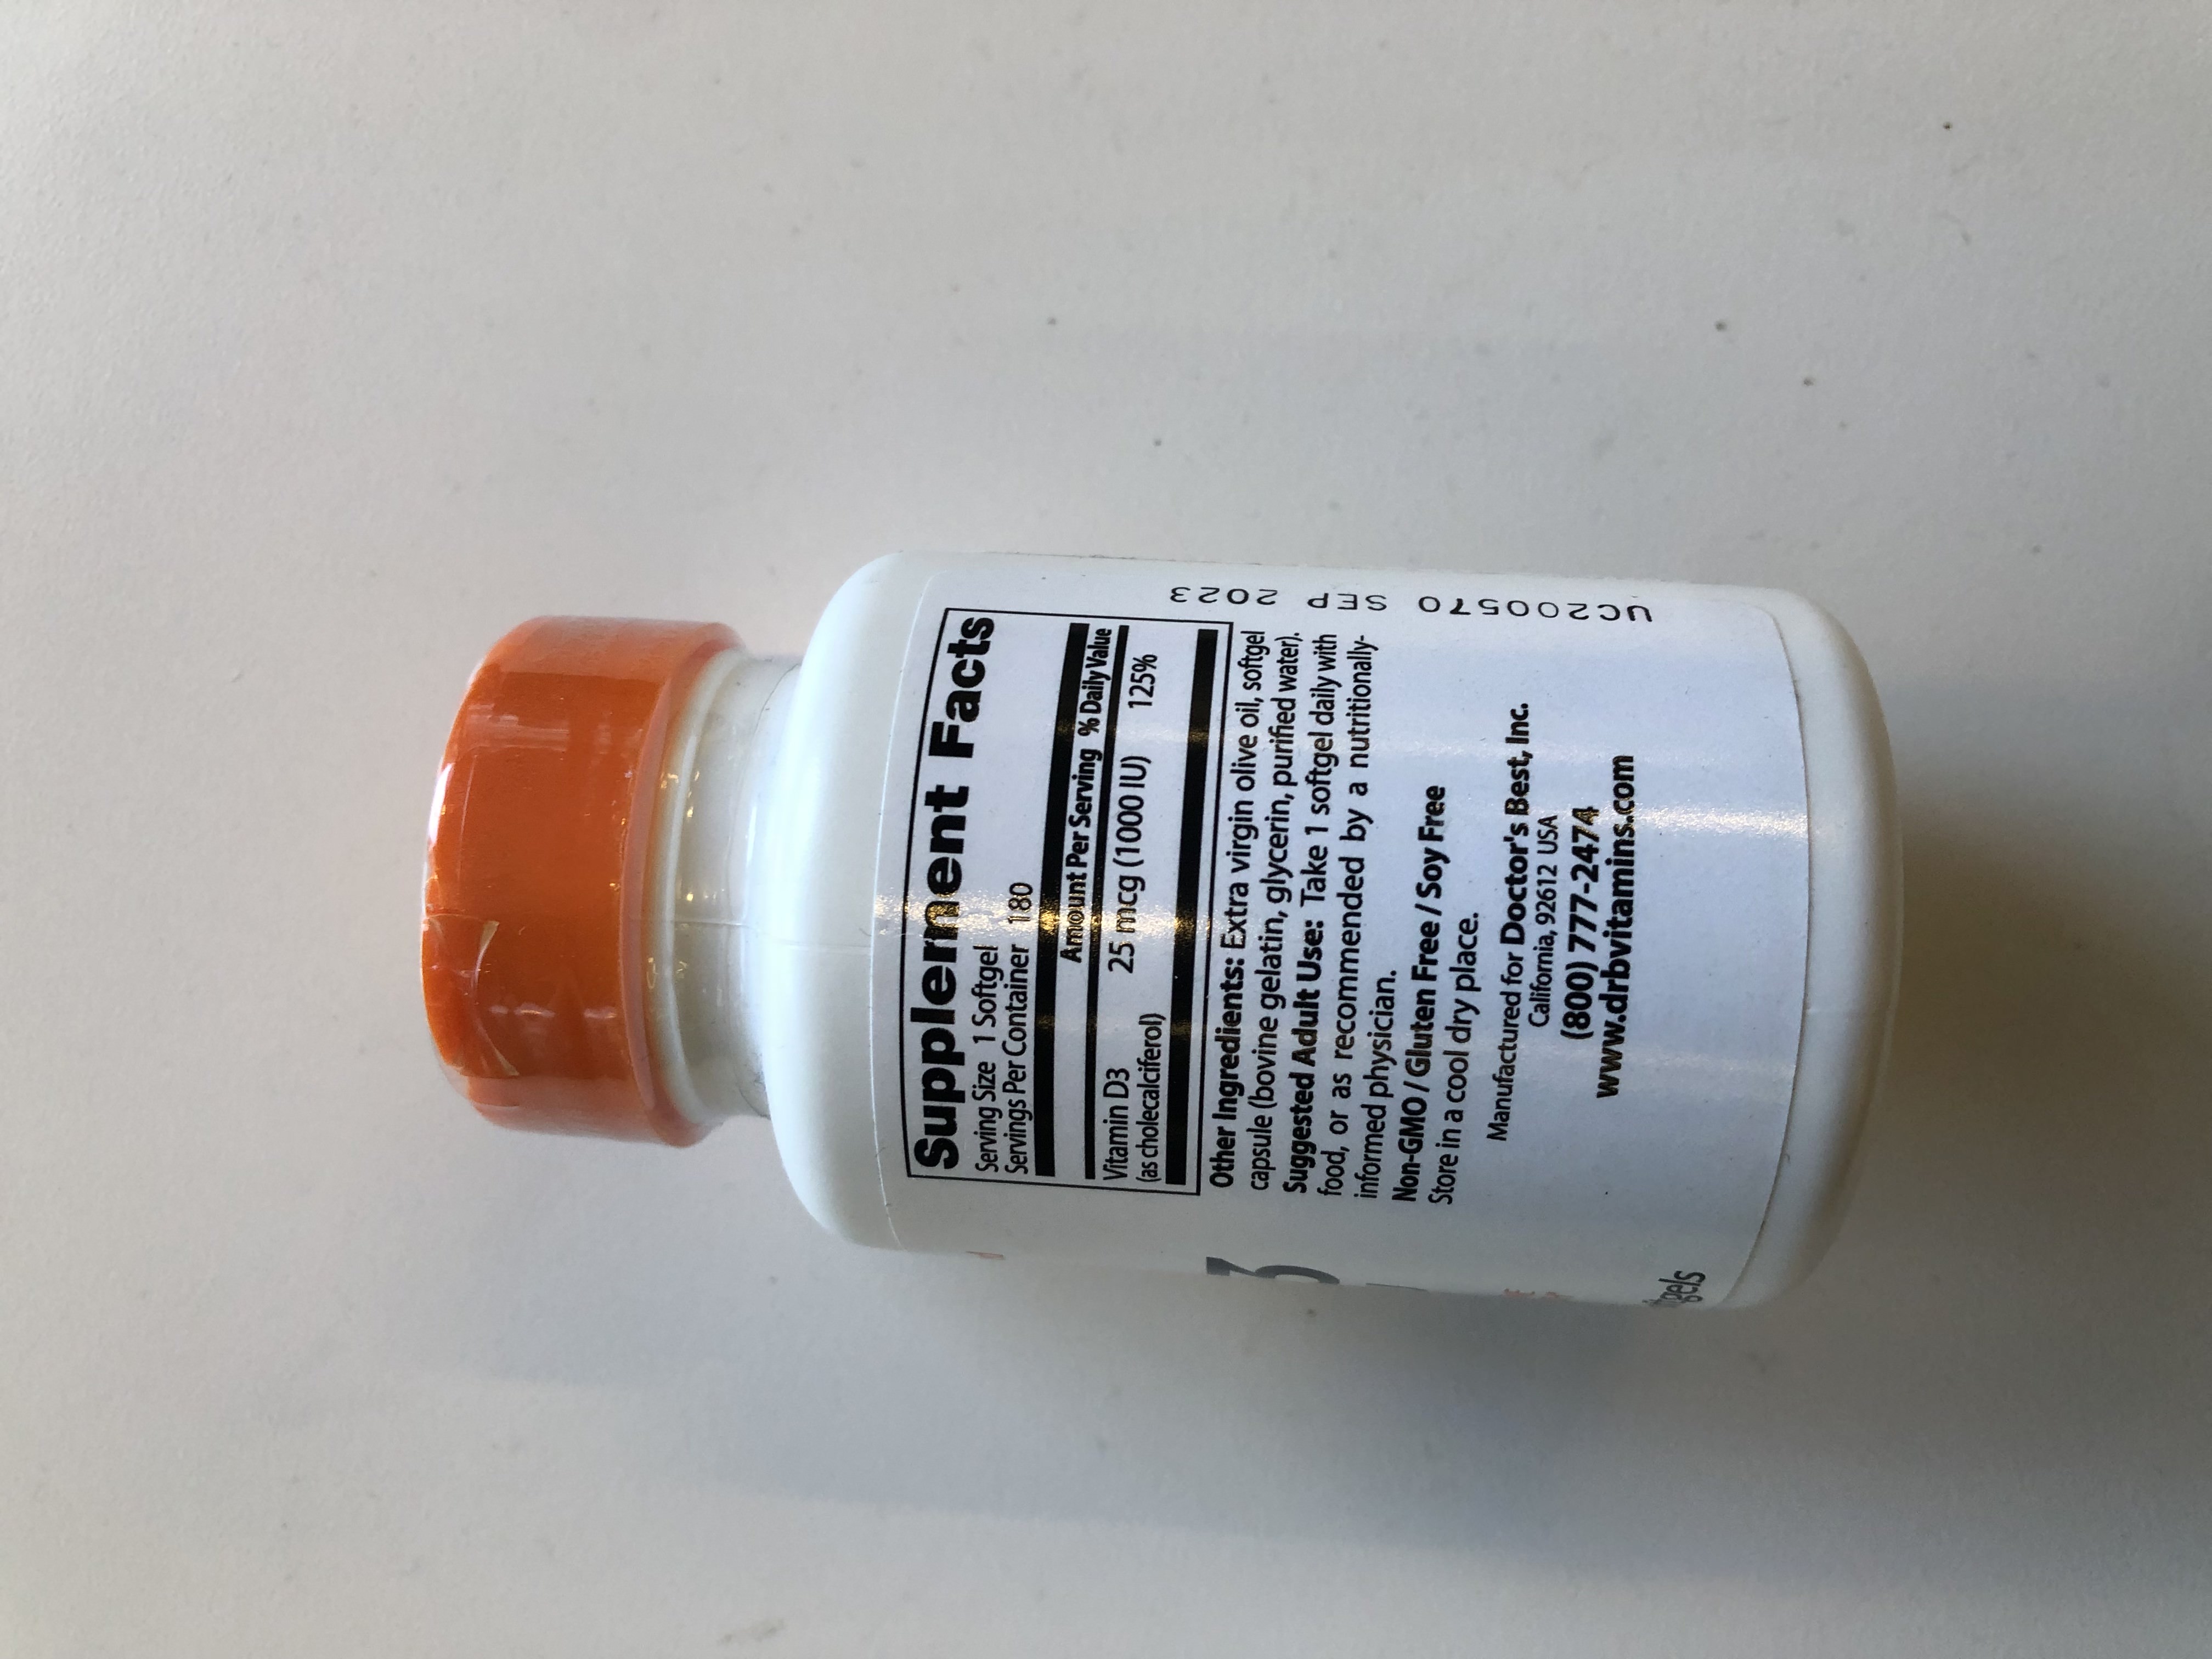 Supplement Facts
Serving Size 1 Softgel
Servings Per Container 180
Amount Per Serving % Daily Value
Vitamin D3 25 mcg (1000 IU) 125%
(as cholecalciferol)
Other Ingredients: Extra virgin olive oil, softgel
capsule (bovine gelatin, glycerin, purified water).
Suggested Adult Use: Take 1 softgel daily with
food, or as recommended by a nutritionally-
informed physician.
Non-GMO / Gluten Free / Soy Free
Store in a cool dry place.
Manufactured for Doctor's Best, Inc.
California, 92612 USA
(800) 777-2474
www.drbvitamins.com
UC200570 SEP 2023
3
gels